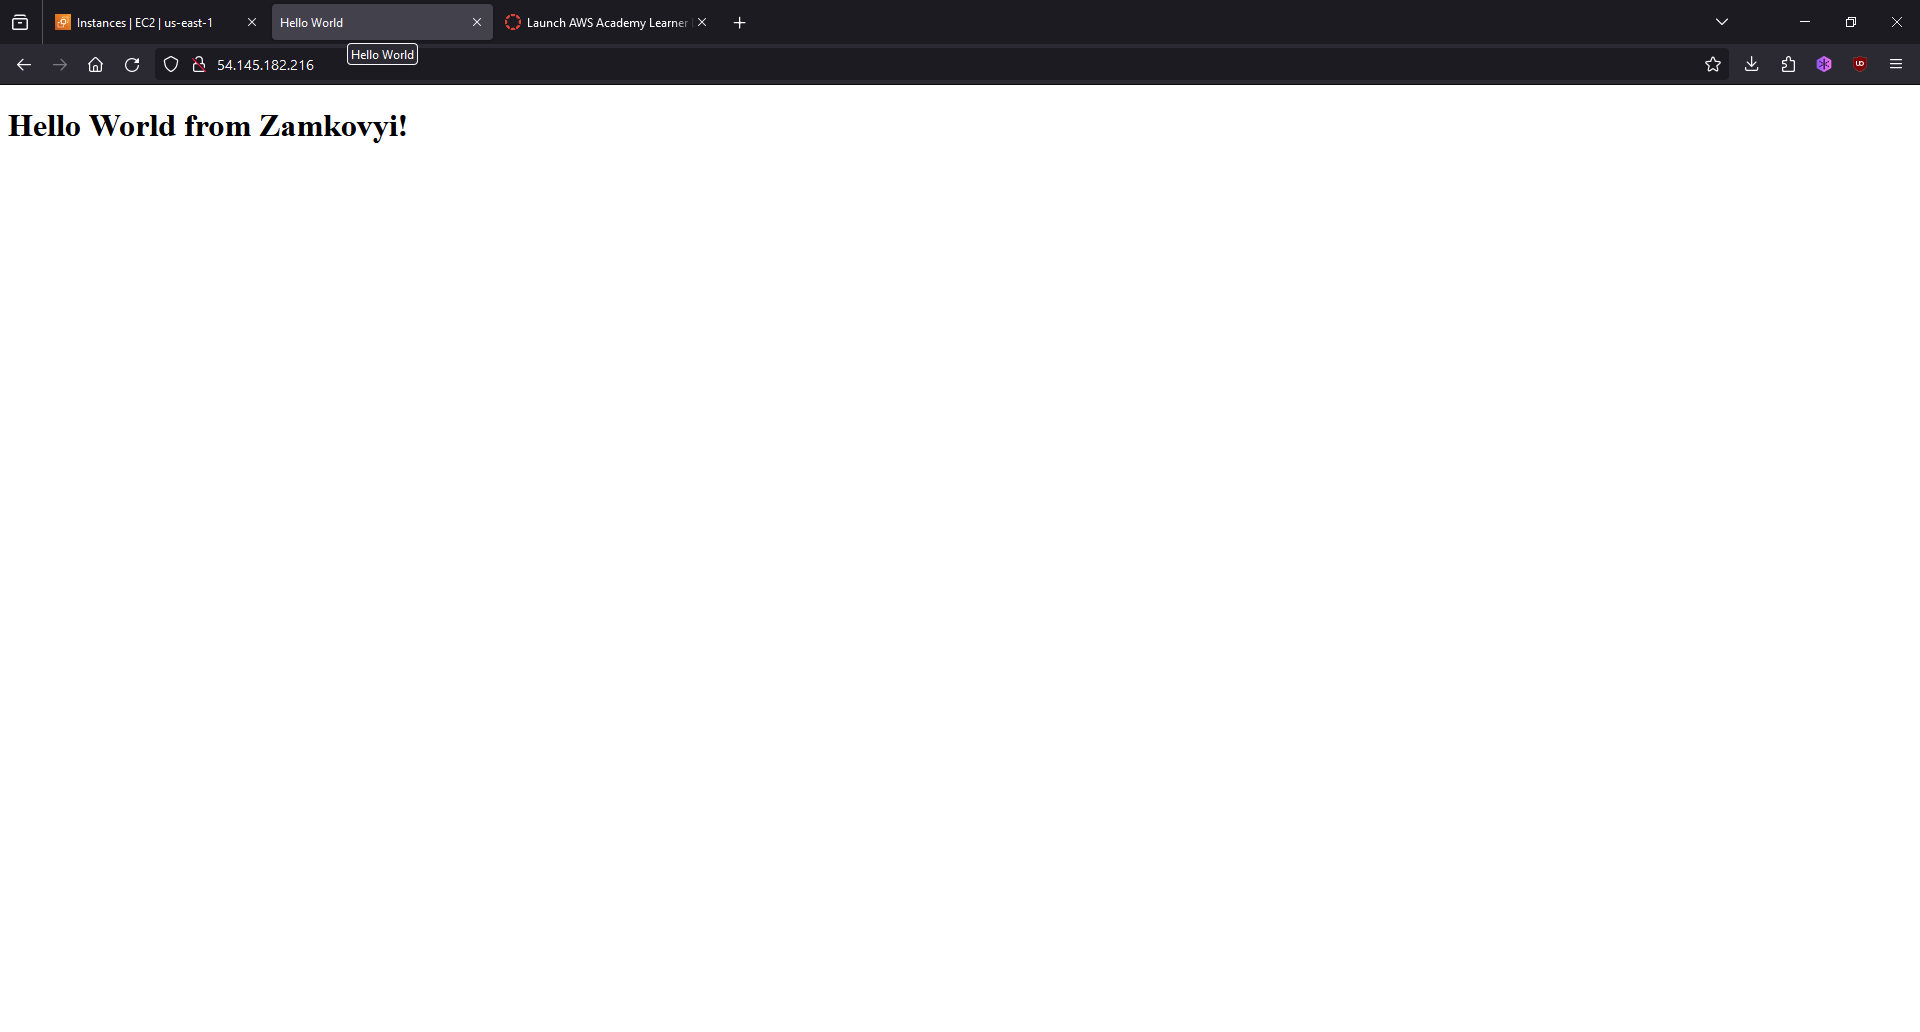 Instances | EC2 | us-east-1
Hello World
Launch AWS Academy Learner
54.145.182.216
Hello World
Hello World from Zamkovyi!